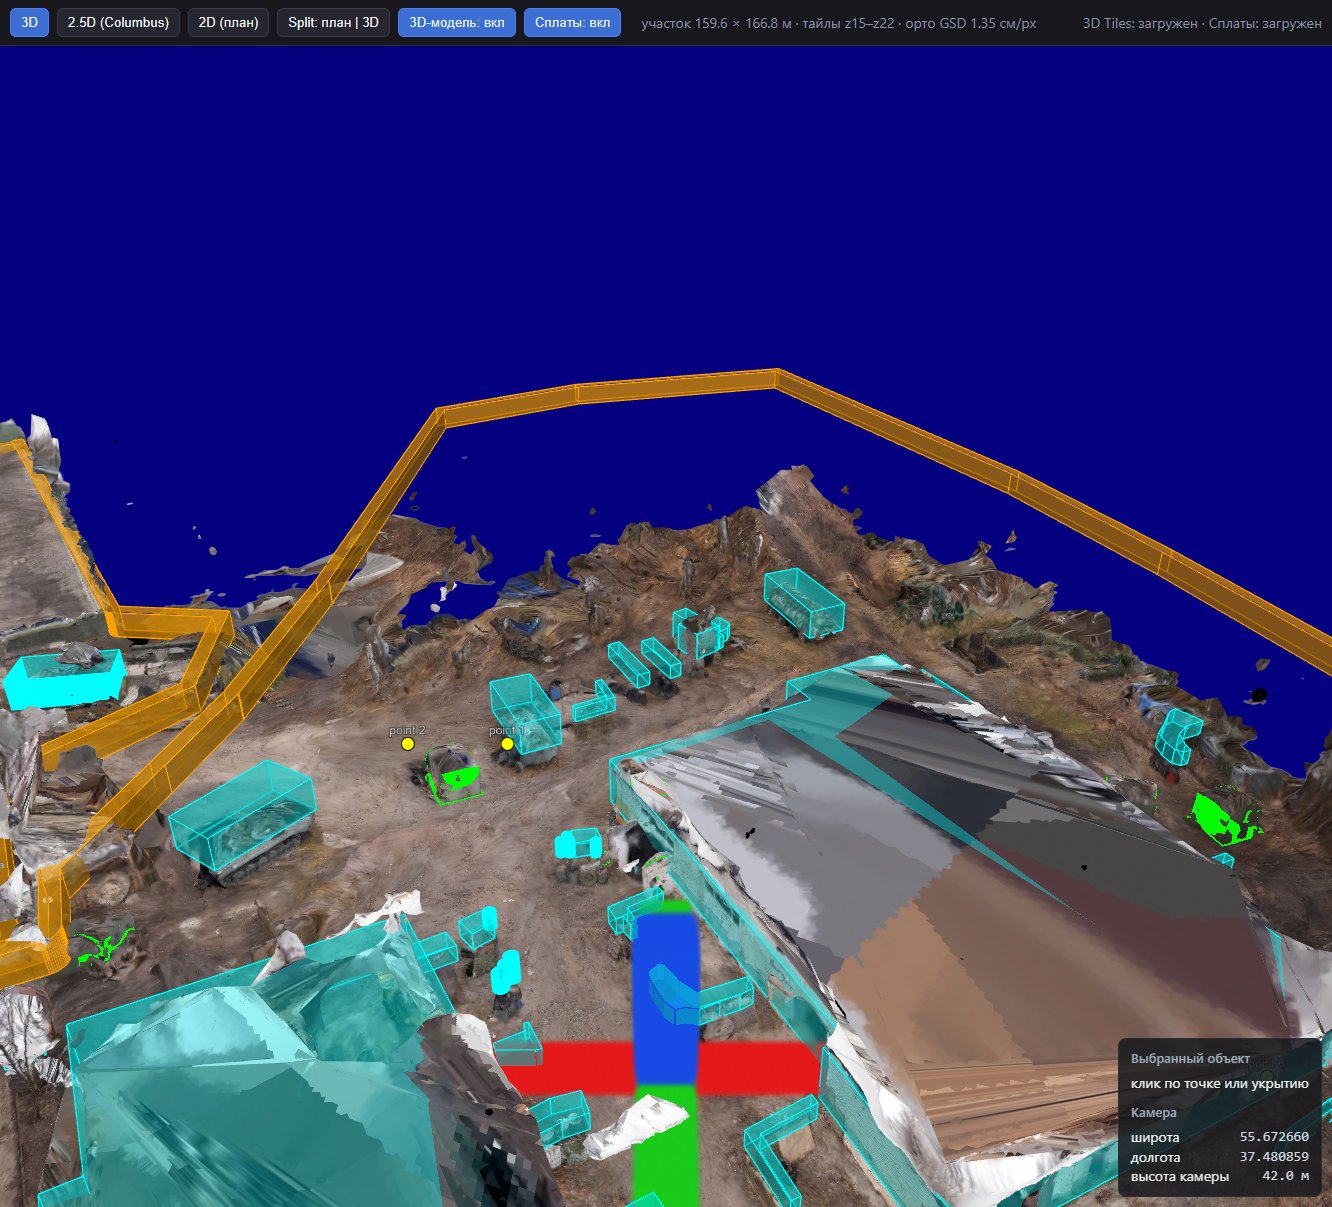 3D 2.5D (Columbus) 2D (план) Split: план | 3D 3D-модель: вкл Сплаты: вкл участок 159.6 × 166.8 м · тайлы z15–z22 · орто GSD 1.35 см/px 3D Tiles: загружен · Сплаты: загружен
point 2 point 1
Выбранный объект
клик по точке или укрытию
Камера
широта 55.672660
долгота 37.480859
высота камеры 42.0 м